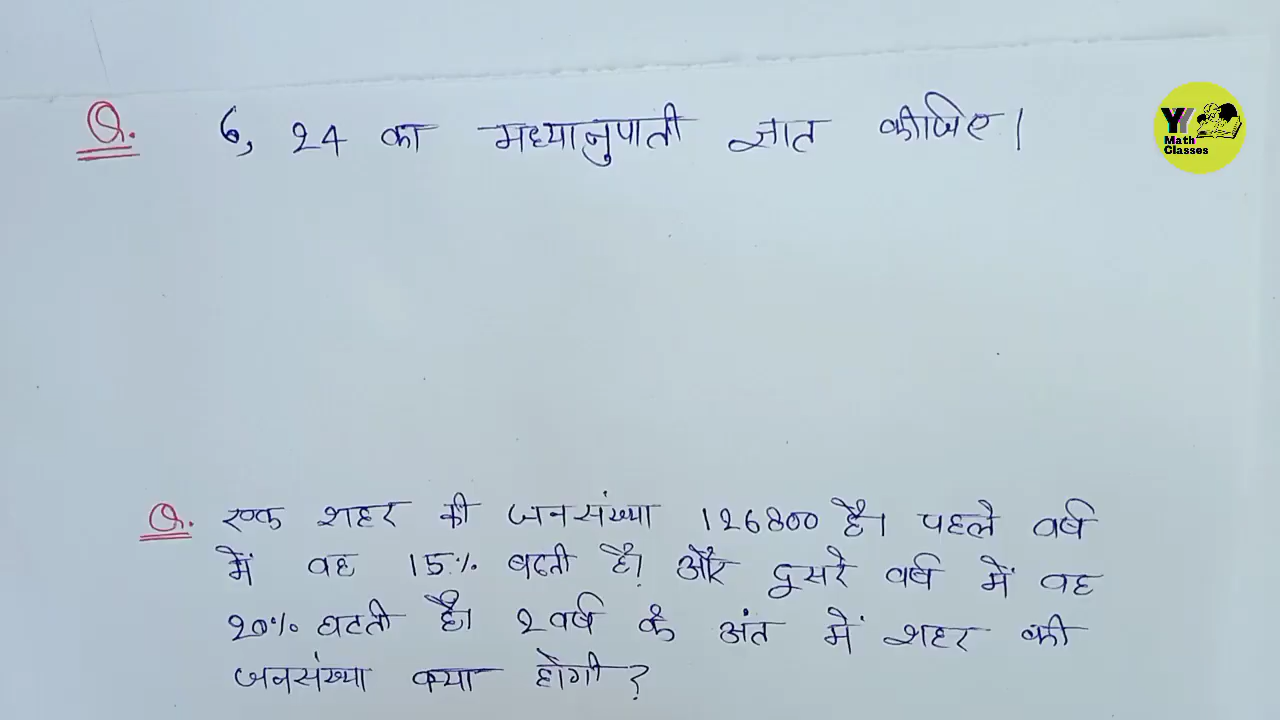 Q. 6, 24 का मध्यानुपाती ज्ञात कीजिए।
YY
Math
Classes
Q. एक शहर की जनसंख्या 126800 है। पहले वर्ष
में वह 15% बढती है। और दूसरे वर्ष में वह
20% घटती है। 2 वर्ष के अंत में शहर की
जनसंख्या क्या होगी?